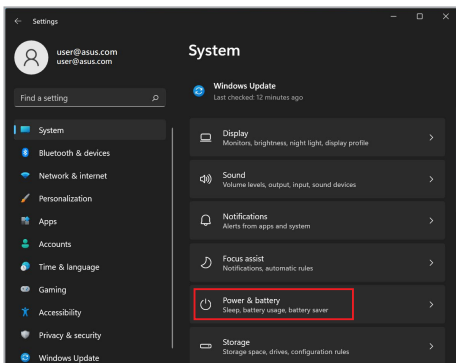 Settings
user@asus.com
user@asus.com
Find a setting
System
Bluetooth & devices
Network & internet
Personalization
Apps
Accounts
Time & language
Gaming
Accessibility
Privacy & security
Windows Update
System
Windows Update
Last checked: 12 minutes ago
Display
Monitors, brightness, night light, display profile
Sound
Volume levels, output, input, sound devices
Notifications
Alerts from apps and system
Focus assist
Notifications, automatic rules
Power & battery
Sleep, battery usage, battery saver
Storage
Storage space, drives, configuration rules